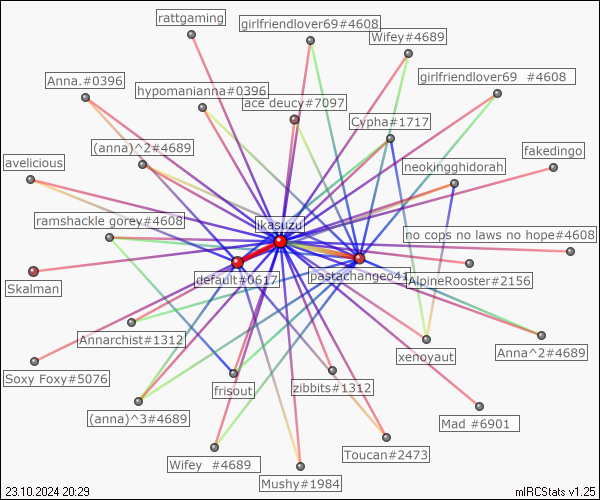 rattgaming
girlfriendlover69#4608
Wifey#4689
girlfriendlover69 #4608
Anna.#0396
hypomanianna#0396
ace deucy#7097
Cypha#1717
(anna)^2#4689
fakedingo
avelicious
neokingghidorah
ramshackle gorey#4608
ikasuzu
no cops no laws no hope#4608
Skalman
default#0617
pastachangeo41
AlpineRooster#2156
Annarchist#1312
xenoyaut
Anna^2#4689
Soxy Foxy#5076
frisout
zibbits#1312
(anna)^3#4689
Mad #6901
Wifey #4689
Toucan#2473
Mushy#1984
23.10.2024 20:29
mIRCStats v1.25